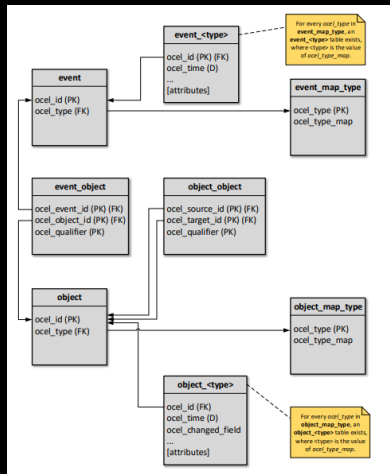 event_<type>
ocel_id (PK) (FK)
ocel_time (D)
...
[attributes]
For every ocel_type in
event_map_type, an
event_<type> table exists,
where <type> is the value
of ocel_type_map.
event
ocel_id (PK)
ocel_type (FK)
event_map_type
ocel_type (PK)
ocel_type_map
event_object
ocel_event_id (PK) (FK)
ocel_object_id (PK) (FK)
ocel_qualifier (PK)
object_object
ocel_source_id (PK) (FK)
ocel_target_id (PK) (FK)
ocel_qualifier (PK)
object
ocel_id (PK)
ocel_type (FK)
object_map_type
ocel_type (PK)
ocel_type_map
object_<type>
ocel_id (FK)
ocel_time (D)
ocel_changed_field
...
[attributes]
For every ocel_type in
object_map_type, an
object_<type> table exists,
where <type> is the value
of ocel_type_map.